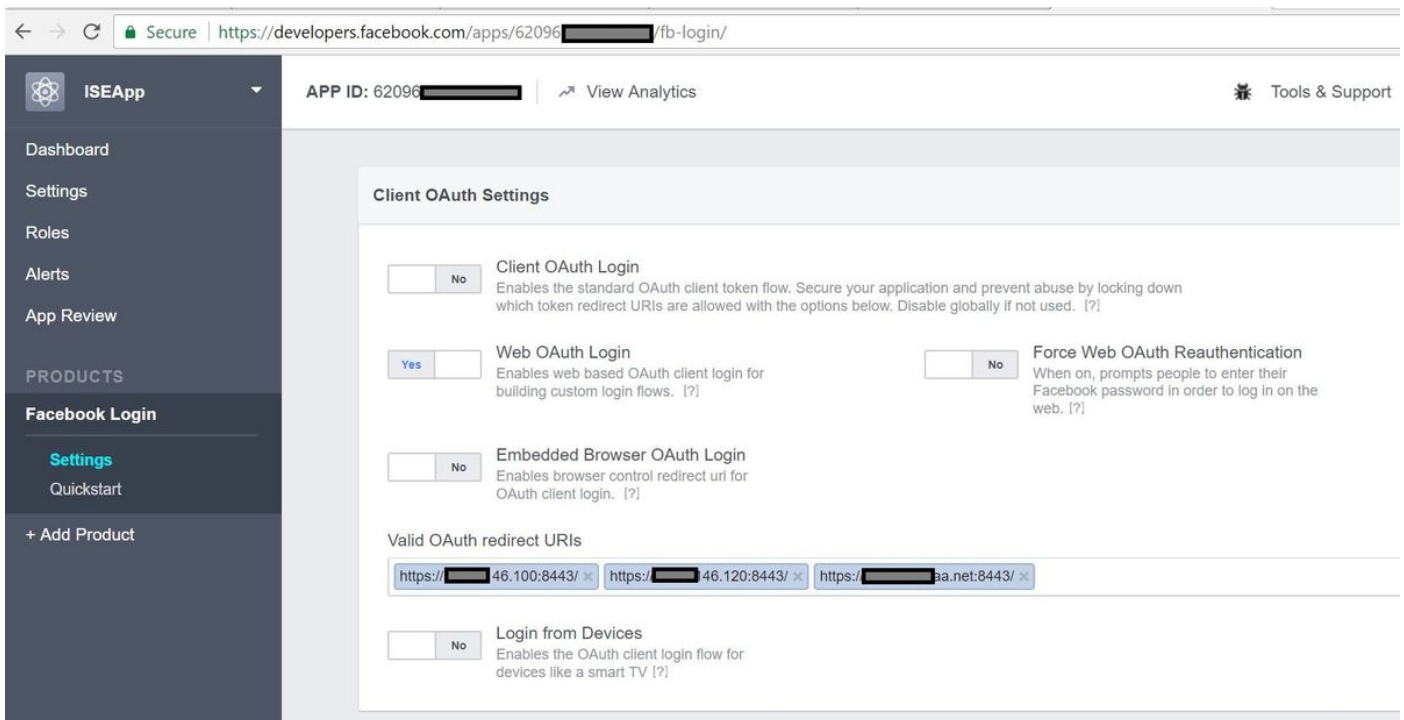 Secure https://developers.facebook.com/apps/62096 /fb-login/
ISEApp
APP ID: 62096 View Analytics
Tools & Support
Dashboard
Settings
Roles
Alerts
App Review
PRODUCTS
Facebook Login
Settings
Quickstart
+ Add Product
Client OAuth Settings
No
Client OAuth Login
Enables the standard OAuth client token flow. Secure your application and prevent abuse by locking down
which token redirect URIs are allowed with the options below. Disable globally if not used. [?]
Yes
Web OAuth Login
Enables web based OAuth client login for
building custom login flows. [?]
No
Force Web OAuth Reauthentication
When on, prompts people to enter their
Facebook password in order to log in on the
web. [?]
No
Embedded Browser OAuth Login
Enables browser control redirect uri for
OAuth client login. [?]
Valid OAuth redirect URIs
https:// 46.100:8443/ × https:/ 146.120:8443/ × https:/ aa.net:8443/ ×
No
Login from Devices
Enables the OAuth client login flow for
devices like a smart TV [?]